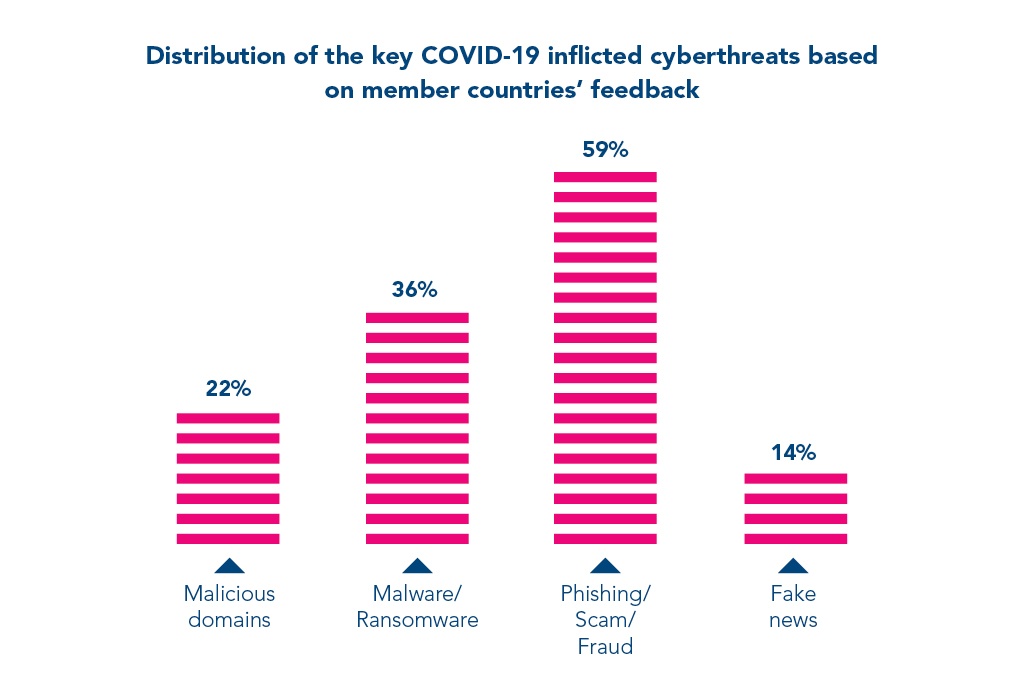 Distribution of the key COVID-19 inflicted cyberthreats based
on member countries’ feedback
59%
36%
22%
14%
Malicious
domains
Malware/
Ransomware
Phishing/
Scam/
Fraud
Fake
news